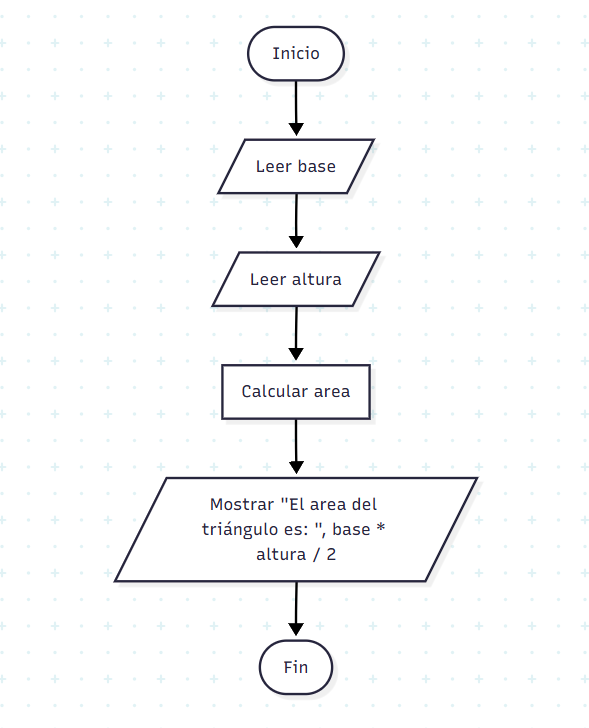 Inicio
Leer base
Leer altura
Calcular area
Mostrar "El area del
triángulo es: ", base *
altura / 2
Fin